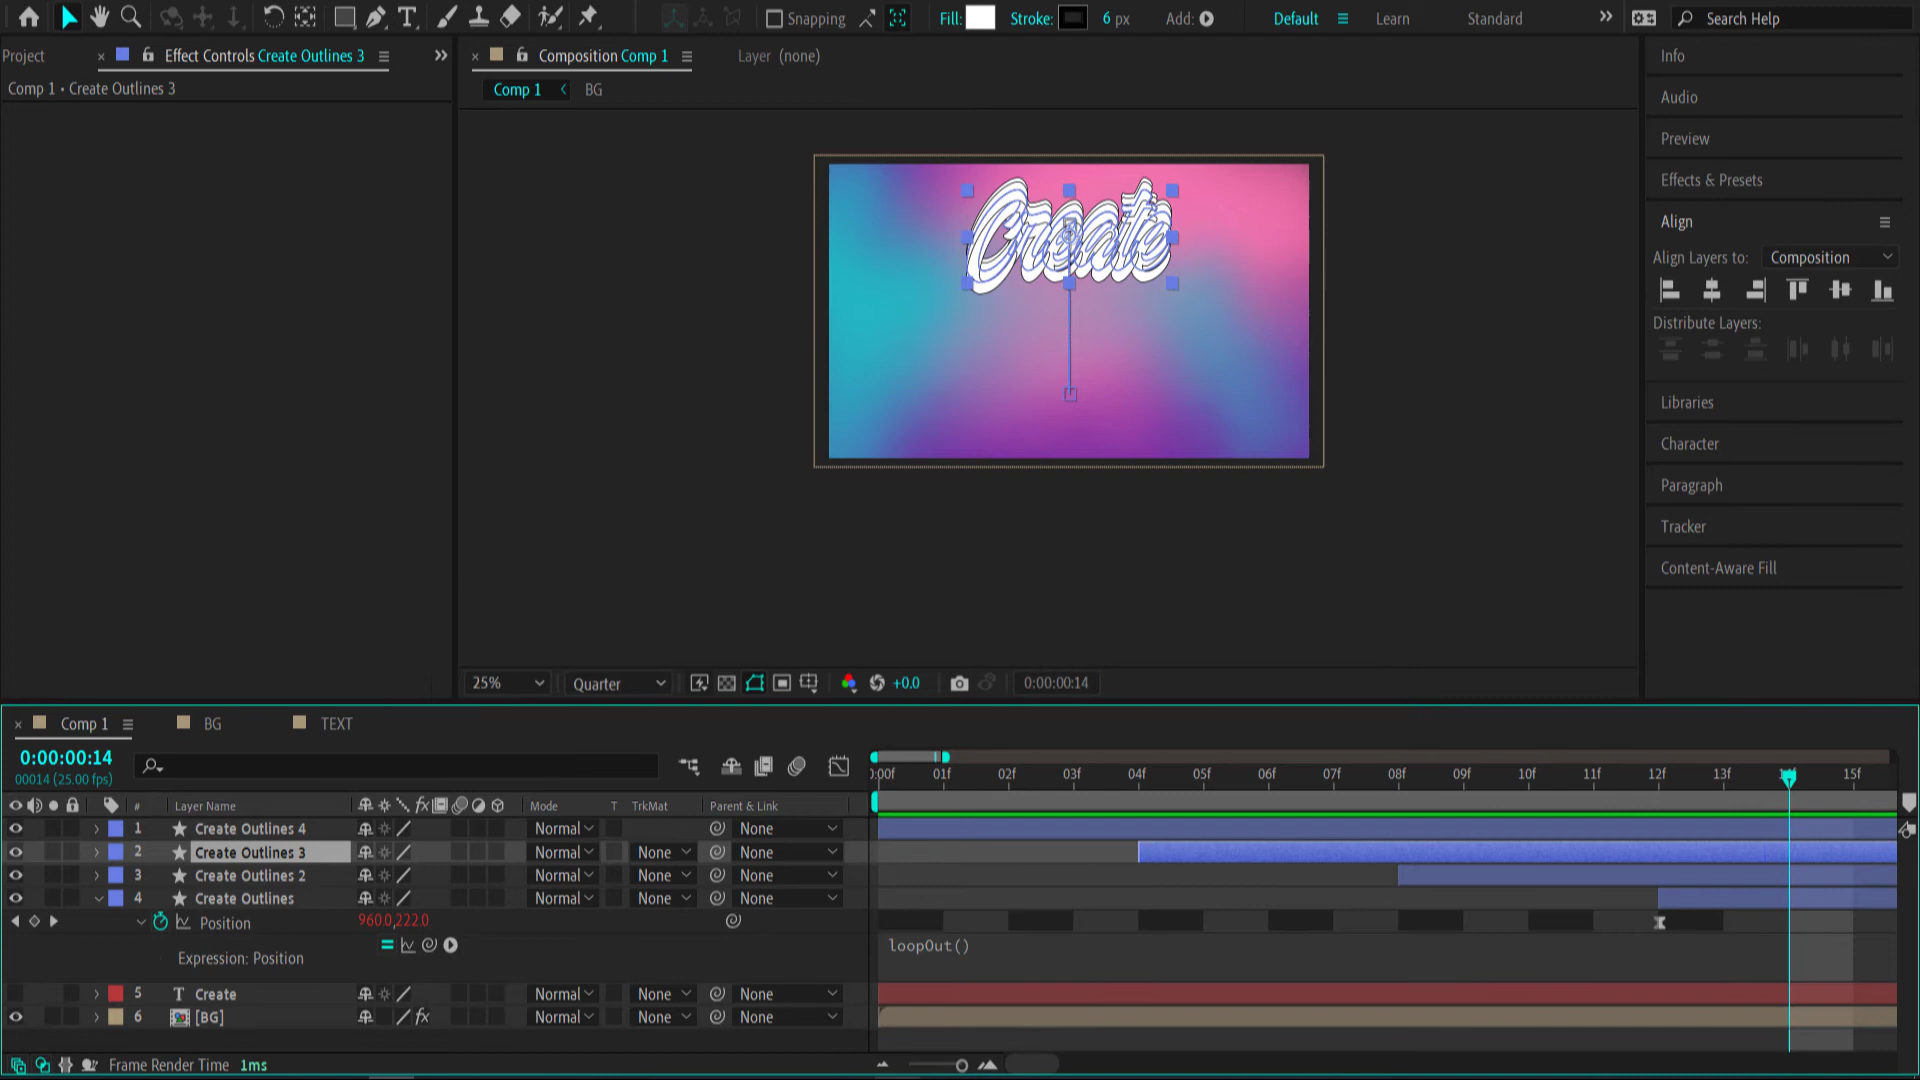 Snapping
Fill:
Stroke:
6 px
Add:
Default
Learn
Standard
Search Help
Project
Effect Controls Create Outlines 3
Composition Comp 1
Layer (none)
Comp 1 • Create Outlines 3
Comp 1
BG
Create
Info
Audio
Preview
Effects & Presets
Align
Align Layers to:
Composition
Distribute Layers:
Libraries
Character
Paragraph
Tracker
Content-Aware Fill
25%
Quarter
+0.0
0:00:00:14
Comp 1
BG
TEXT
0:00:00:14
00014 (25.00 fps)
:00f 01f 02f 03f 04f 05f 06f 07f 08f 09f 10f 11f 12f 13f 15f
# Layer Name fx Mode T TrkMat Parent & Link
1 Create Outlines 4 Normal None
2 Create Outlines 3 Normal None None
3 Create Outlines 2 Normal None None
4 Create Outlines Normal None None
Position 960.0,222.0
Expression: Position
loopOut()
5 T Create Normal None None
6 [BG] fx Normal None None
Frame Render Time 1ms